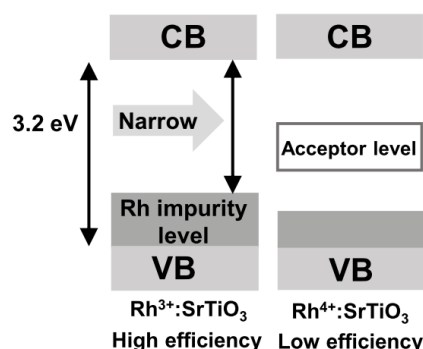 CB CB
3.2 eV
Narrow
Acceptor level
Rh impurity
level
VB VB
Rh³⁺:SrTiO₃ Rh⁴⁺:SrTiO₃
High efficiency Low efficiency